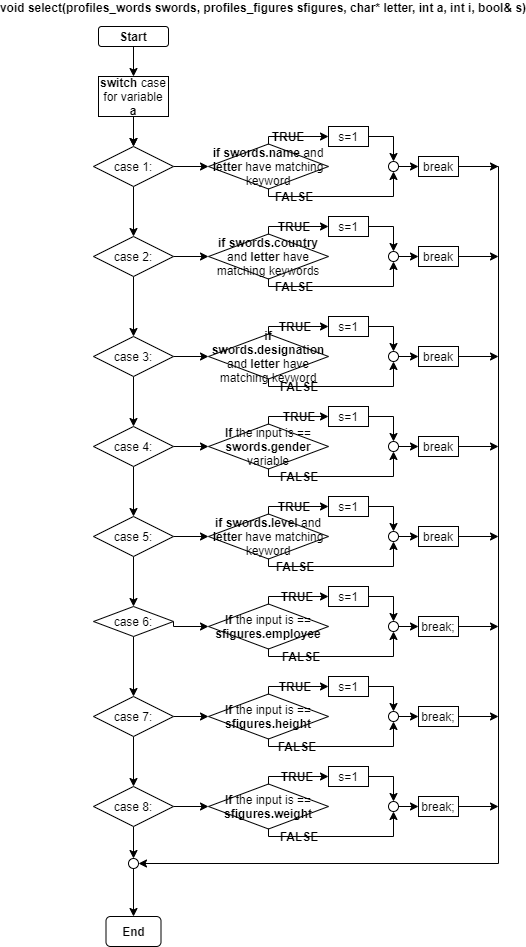 void select(profiles_words swords, profiles_figures sfigures, char* letter, int a, int i, bool& s)
Start
switch case
for variable
a
case 1:
if swords.name and
letter have matching
keyword
TRUE
s=1
FALSE
break
case 2:
if swords.country
and letter have
matching keywords
TRUE
s=1
FALSE
break
case 3:
if
swords.designation
and letter have
matching keyword
TRUE
s=1
FALSE
break
case 4:
If the input is ==
swords.gender
variable
TRUE
s=1
FALSE
break
case 5:
if swords.level and
letter have matching
keyword
TRUE
s=1
FALSE
break
case 6:
If the input is ==
sfigures.employee
TRUE
s=1
FALSE
break;
case 7:
If the input is ==
sfigures.height
TRUE
s=1
FALSE
break;
case 8:
If the input is ==
sfigures.weight
TRUE
s=1
FALSE
break;
End